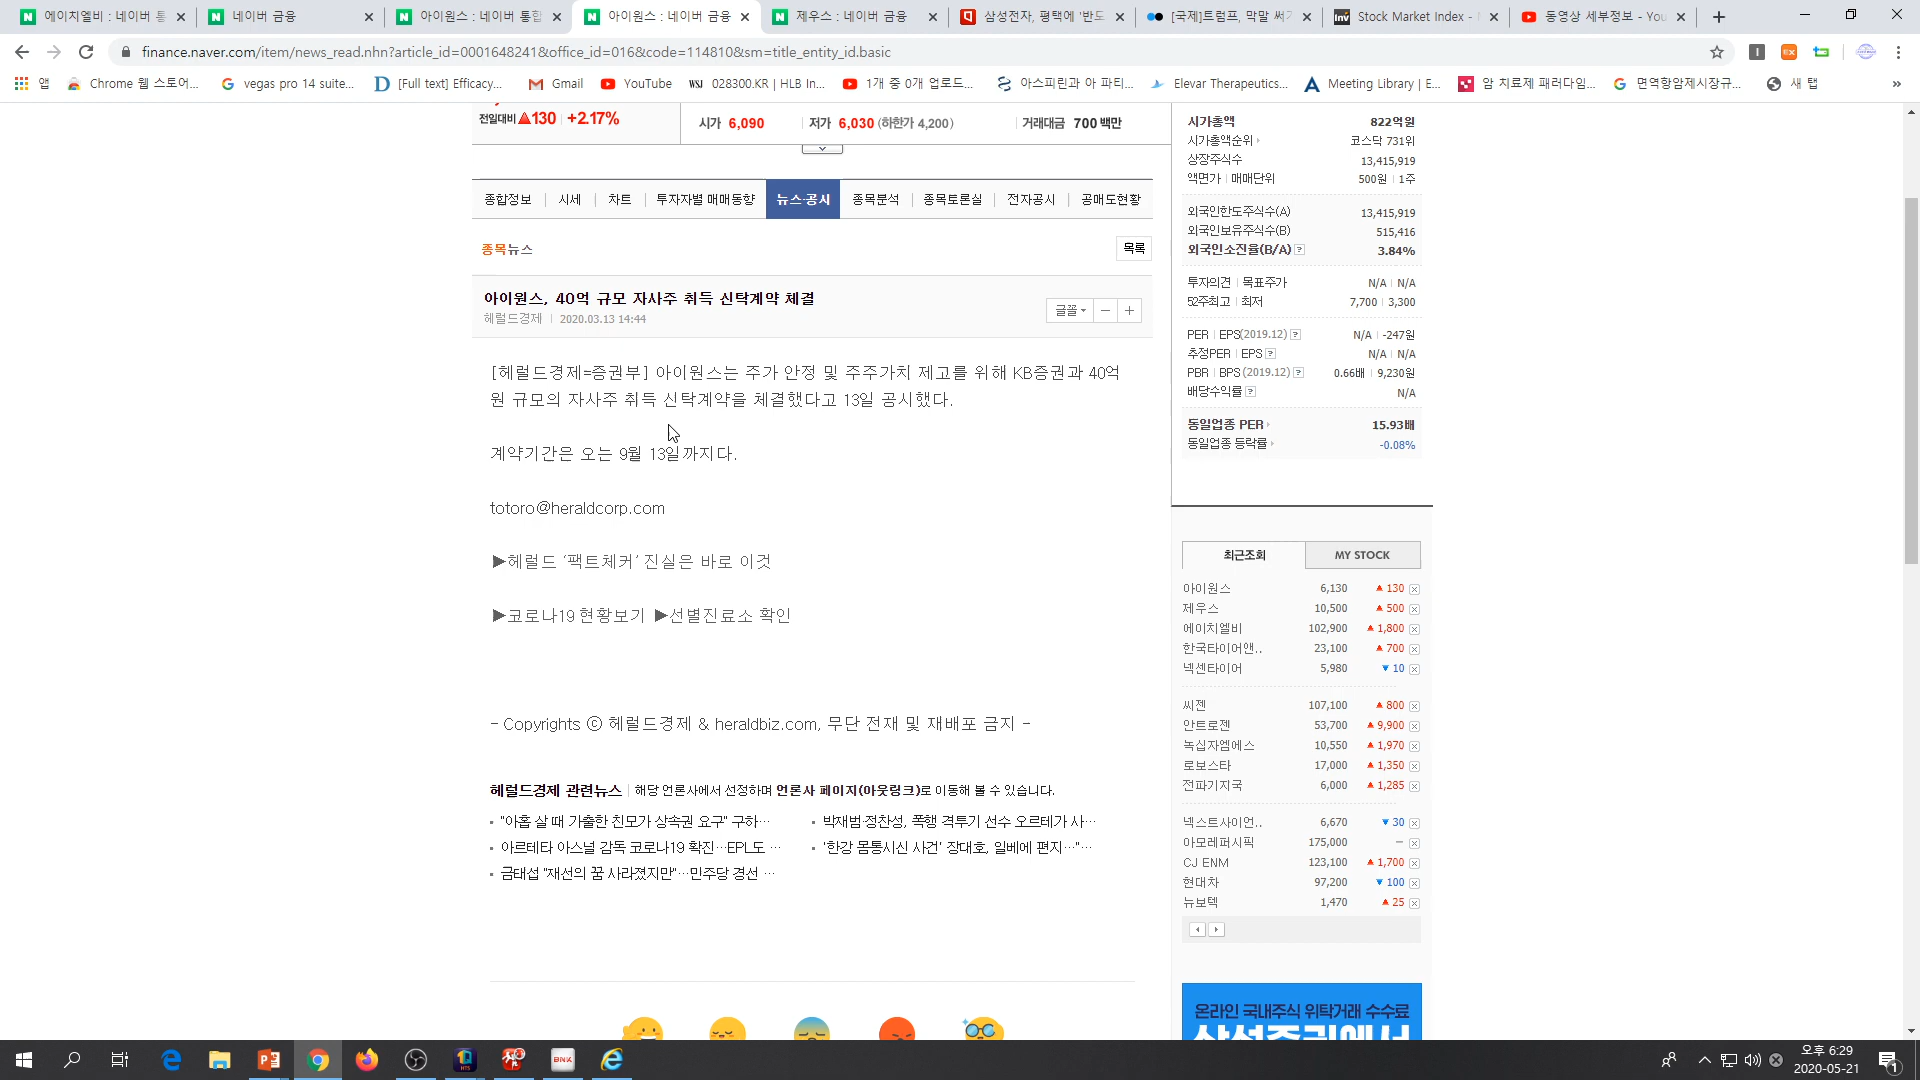 에이치엘비 : 네이버 통
네이버 금융
아이원스 : 네이버 통합
아이원스 : 네이버 금융
제우스 : 네이버 금융
삼성전자, 평택에 '반도
[국제]트럼프, 막말 써가
Stock Market Index -
동영상 세부정보 - You
finance.naver.com/item/news_read.nhn?article_id=0001648241&office_id=016&code=114810&sm=title_entity_id.basic
앱
Chrome 웹 스토어...
vegas pro 14 suite...
[Full text] Efficacy...
Gmail
YouTube
028300.KR | HLB In...
1개 중 0개 업로드...
아스피린과 아 파티...
Elevar Therapeutics...
Meeting Library | E...
암 치료제 패러다임...
면역항암제시장규...
새 탭
전일대비 ▲130 | +2.17%
시가 6,090
저가 6,030 (하한가 4,200)
거래대금 700 백만
종합정보 | 시세 | 차트 | 투자자별 매매동향 뉴스·공시 종목분석 | 종목토론실 | 전자공시 | 공매도현황
종목뉴스
목록
아이원스, 40억 규모 자사주 취득 신탁계약 체결
헤럴드경제 | 2020.03.13 14:44
글꼴
[헤럴드경제=증권부] 아이원스는 주가 안정 및 주주가치 제고를 위해 KB증권과 40억
원 규모의 자사주 취득 신탁계약을 체결했다고 13일 공시했다.
계약기간은 오는 9월 13일까지다.
totoro@heraldcorp.com
▶헤럴드 '팩트체커' 진실은 바로 이것
▶코로나19 현황보기 ▶선별진료소 확인
- Copyrights ⓒ 헤럴드경제 & heraldbiz.com, 무단 전재 및 재배포 금지 -
헤럴드경제 관련뉴스 | 해당 언론사에서 선정하며 언론사 페이지(아웃링크)로 이동해 볼 수 있습니다.
"아홉 살 때 가출한 친모가 상속권 요구" 구하…
박재범·정찬성, 폭행 격투기 선수 오르테가 사…
아르테타 아스널 감독 코로나19 확진…EPL도 …
'한강 몸통시신 사건' 장대호, 일베에 편지…"…
금태섭 "재선의 꿈 사라졌지만"…민주당 경선 …
시가총액 822억원
시가총액순위 코스닥 731위
상장주식수 13,415,919
액면가 | 매매단위 500원 | 1주
외국인한도주식수(A) 13,415,919
외국인보유주식수(B) 515,416
외국인소진율(B/A) ? 3.84%
투자의견 | 목표주가 N/A | N/A
52주최고 | 최저 7,700 | 3,300
PER | EPS(2019.12) ? N/A | -247원
추정PER | EPS ? N/A | N/A
PBR | BPS (2019.12) ? 0.66배 | 9,230원
배당수익률 ? N/A
동일업종 PER 15.93배
동일업종 등락률 -0.08%
최근조회 MY STOCK
아이원스 6,130 ▲ 130
제우스 10,500 ▲ 500
에이치엘비 102,900 ▲ 1,800
한국타이어앤.. 23,100 ▲ 700
넥센타이어 5,980 ▼ 10
씨젠 107,100 ▲ 800
안트로젠 53,700 ▲ 9,900
녹십자엠에스 10,550 ▲ 1,970
로보스타 17,000 ▲ 1,350
전파기지국 6,000 ▲ 1,285
넥스트사이언.. 6,670 ▼ 30
아모레퍼시픽 175,000 –
CJ ENM 123,100 ▲ 1,700
현대차 97,200 ▼ 100
뉴보텍 1,470 ▲ 25
온라인 국내주식 위탁거래 수수료
삼성증권에서
오후 6:29
2020-05-21